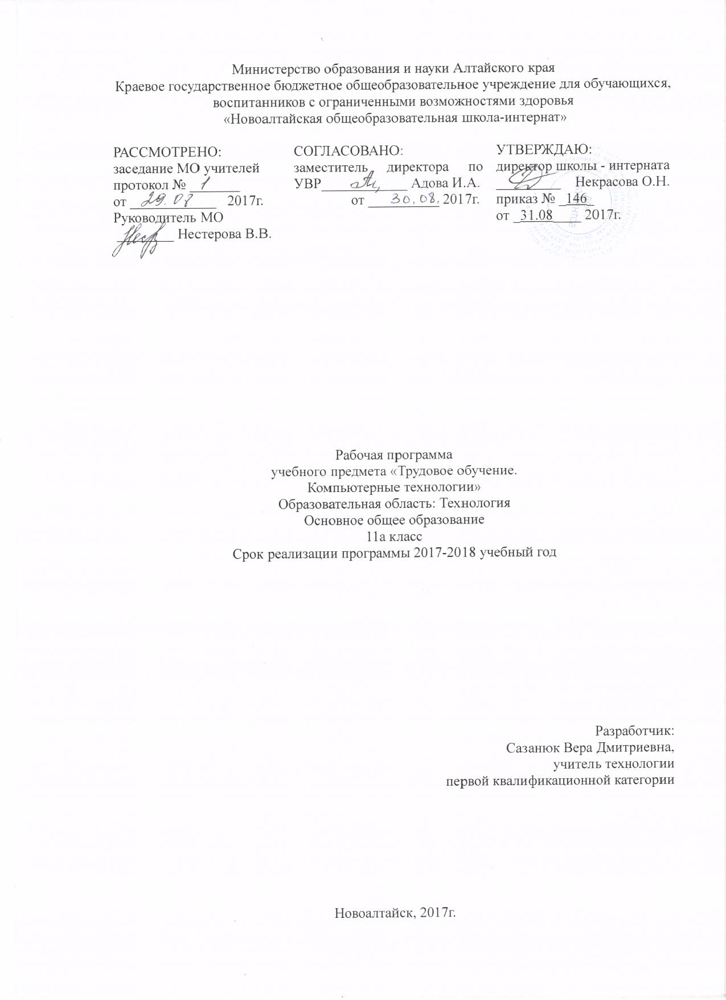 Министерство образования и науки Алтайского края
Краевое государственное бюджетное общеобразовательное учреждение для обучающихся,
воспитанников с ограниченными возможностями здоровья
«Новоалтайская общеобразовательная школа-интернат»
РАССМОТРЕНО:
заседание МО учителей
протокол № 1
от 29. 08 2017г.
Руководитель МО
Нестерова В.В.
СОГЛАСОВАНО:
заместитель директора по
УВР Адова И.А.
от 30. 08. 2017г.
УТВЕРЖДАЮ:
директор школы - интерната
Некрасова О.Н.
приказ № 146
от 31.08 2017г.
Рабочая программа
учебного предмета «Трудовое обучение.
Компьютерные технологии»
Образовательная область: Технология
Основное общее образование
11а класс
Срок реализации программы 2017-2018 учебный год
Разработчик:
Сазанюк Вера Дмитриевна,
учитель технологии
первой квалификационной категории
Новоалтайск, 2017г.